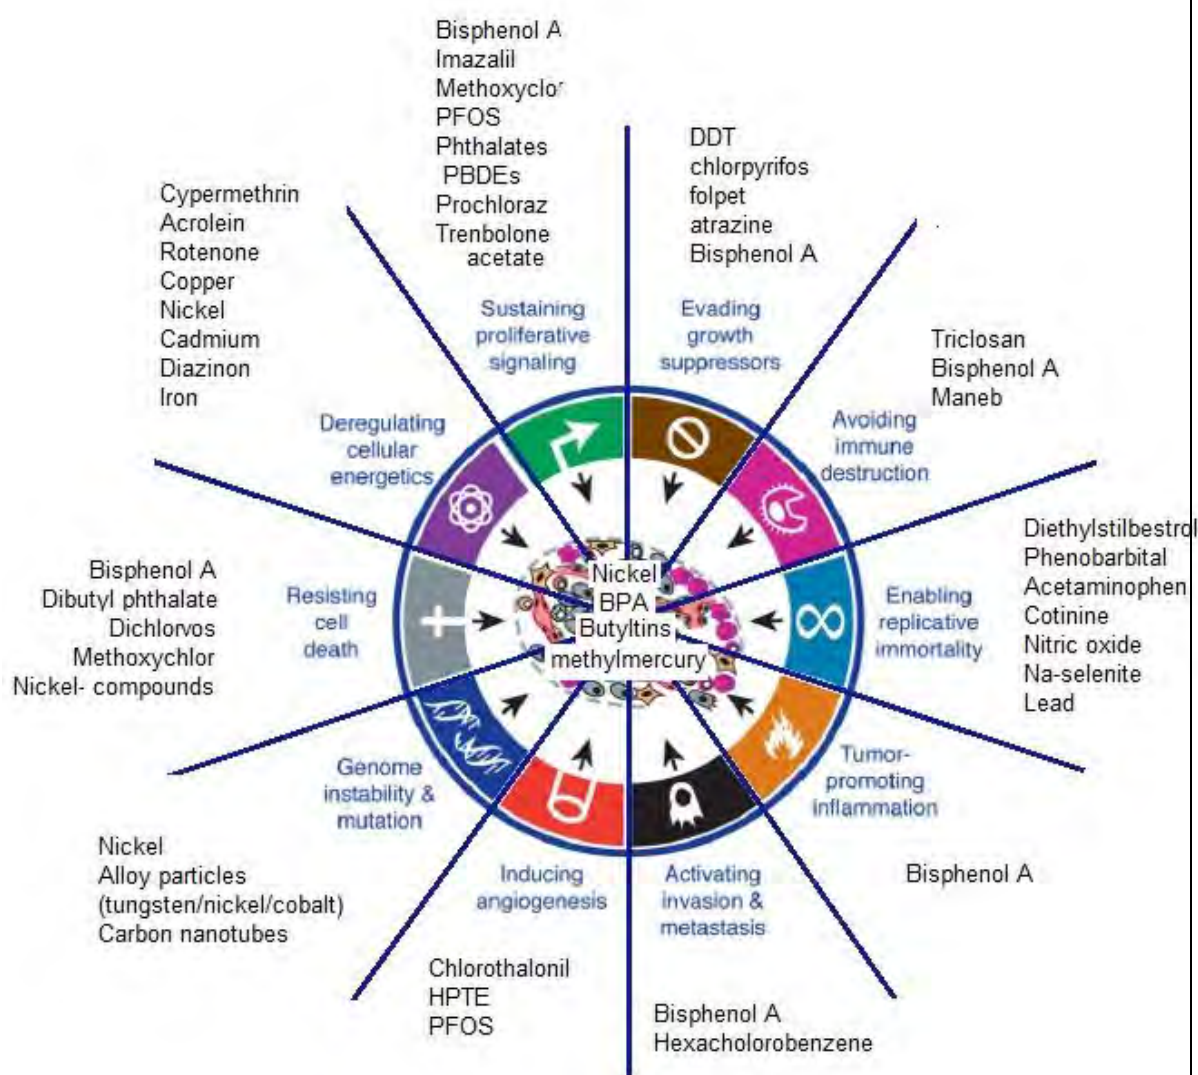 Bisphenol A
Imazalil
Methoxyclor
PFOS
Phthalates
PBDEs
Prochloraz
Trenbolone
acetate
Sustaining
proliferative
signaling
DDT
chlorpyrifos
folpet
atrazine
Bisphenol A
Evading
growth
suppressors
Triclosan
Bisphenol A
Maneb
Avoiding
immune
destruction
Diethylstilbestrol
Phenobarbital
Acetaminophen
Cotinine
Nitric oxide
Na-selenite
Lead
Enabling
replicative
immortality
Tumor-
promoting
inflammation
Bisphenol A
Activating
invasion &
metastasis
Bisphenol A
Hexacholorobenzene
Inducing
angiogenesis
Chlorothalonil
HPTE
PFOS
Genome
instability &
mutation
Nickel
Alloy particles
(tungsten/nickel/cobalt)
Carbon nanotubes
Resisting
cell
death
Bisphenol A
Dibutyl phthalate
Dichlorvos
Methoxychlor
Nickel- compounds
Deregulating
cellular
energetics
Cypermethrin
Acrolein
Rotenone
Copper
Nickel
Cadmium
Diazinon
Iron
Nickel
BPA
Butyltins
methylmercury